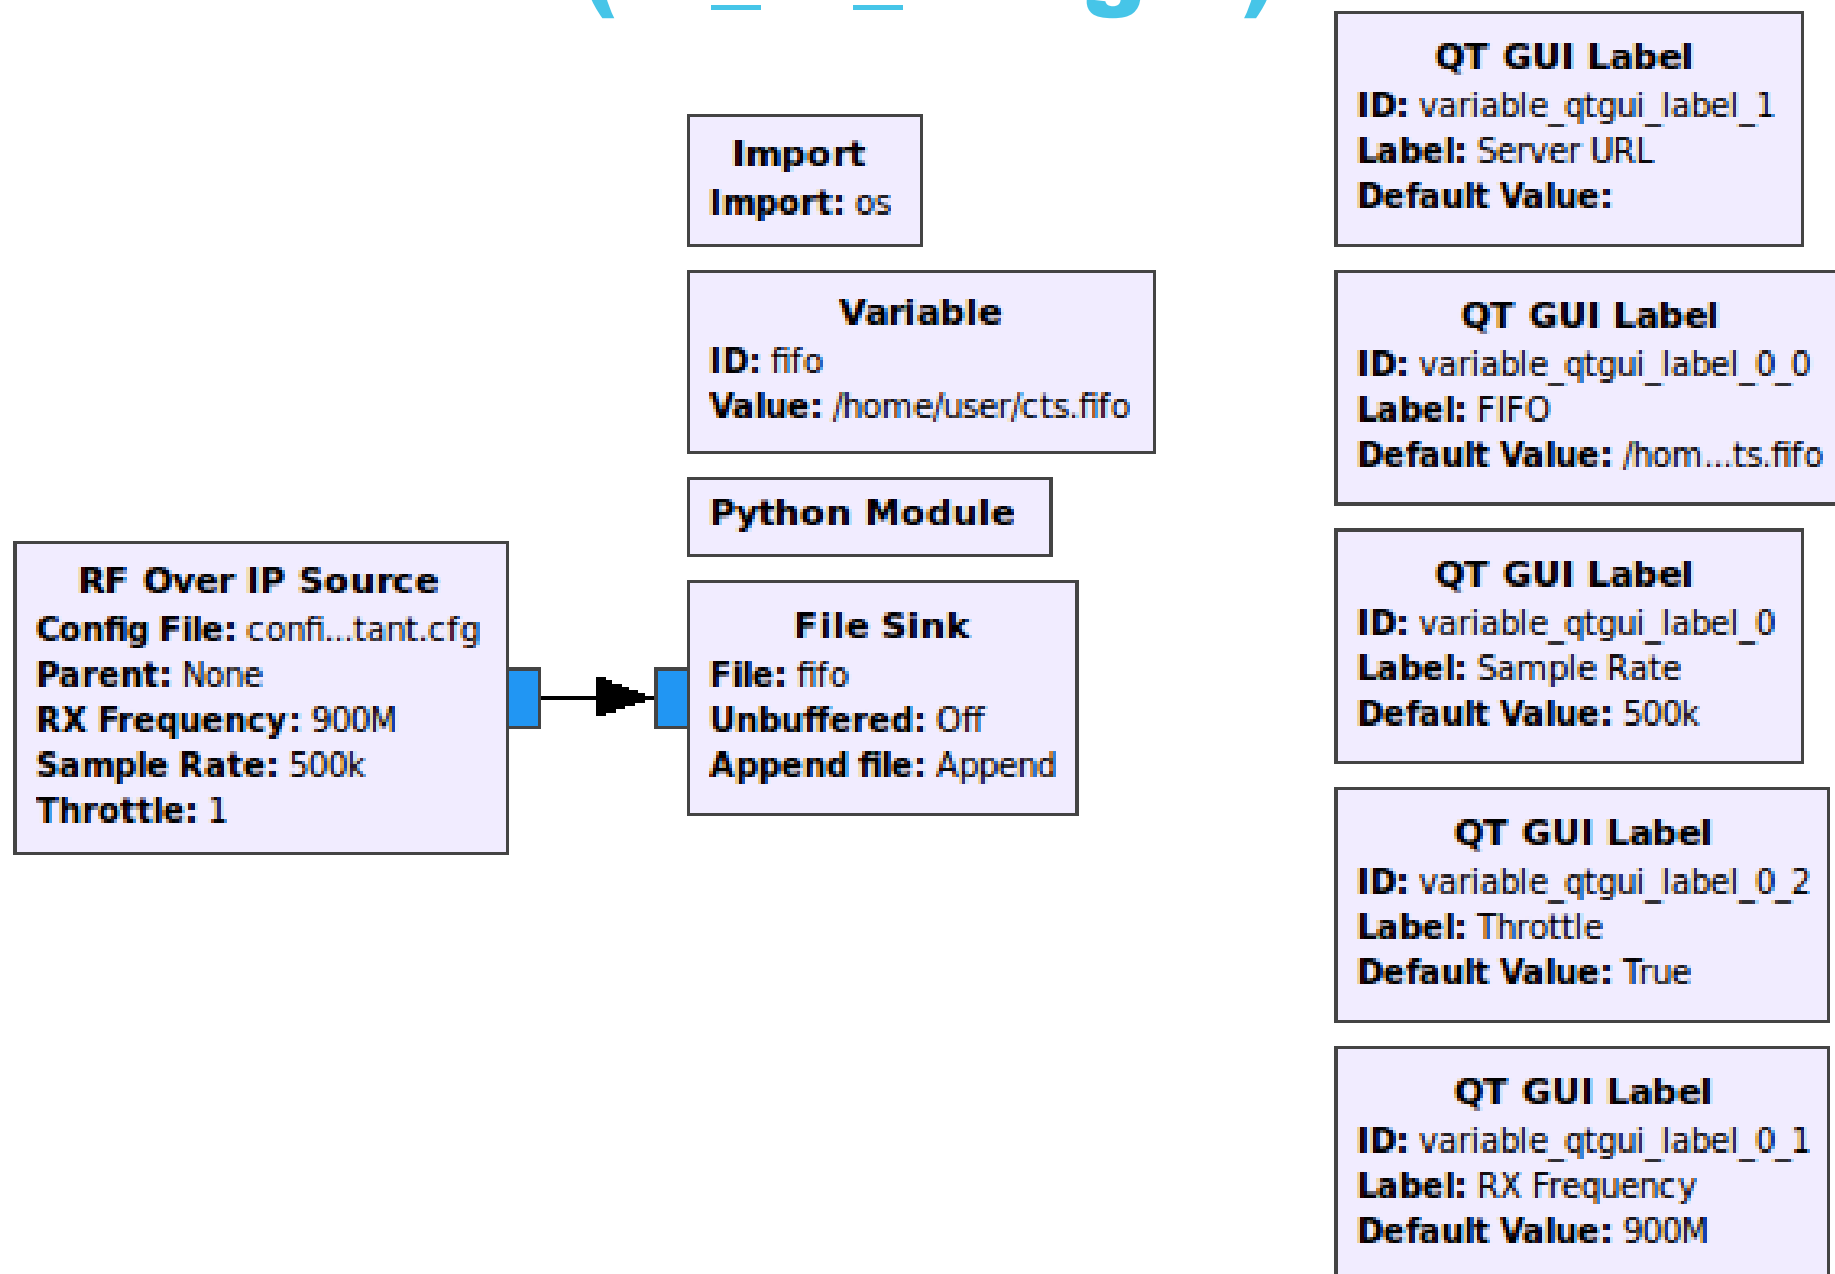 Import
Import: os
Variable
ID: fifo
Value: /home/user/cts.fifo
Python Module
RF Over IP Source
Config File: confi...tant.cfg
Parent: None
RX Frequency: 900M
Sample Rate: 500k
Throttle: 1
File Sink
File: fifo
Unbuffered: Off
Append file: Append
QT GUI Label
ID: variable_qtgui_label_1
Label: Server URL
Default Value:
QT GUI Label
ID: variable_qtgui_label_0_0
Label: FIFO
Default Value: /hom...ts.fifo
QT GUI Label
ID: variable_qtgui_label_0
Label: Sample Rate
Default Value: 500k
QT GUI Label
ID: variable_qtgui_label_0_2
Label: Throttle
Default Value: True
QT GUI Label
ID: variable_qtgui_label_0_1
Label: RX Frequency
Default Value: 900M